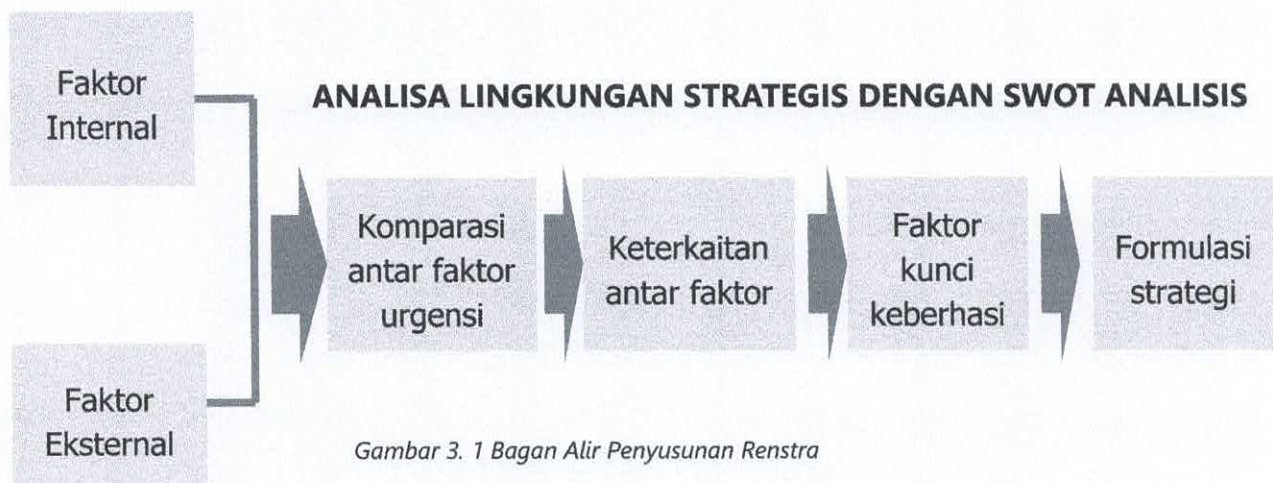 Faktor
Internal
ANALISA LINGKUNGAN STRATEGIS DENGAN SWOT ANALISIS
Komparasi
antar faktor
urgensi
Keterkaitan
antar faktor
Faktor
kunci
keberhasi
Formulasi
strategi
Faktor
Eksternal
Gambar 3. 1 Bagan Alir Penyusunan Renstra